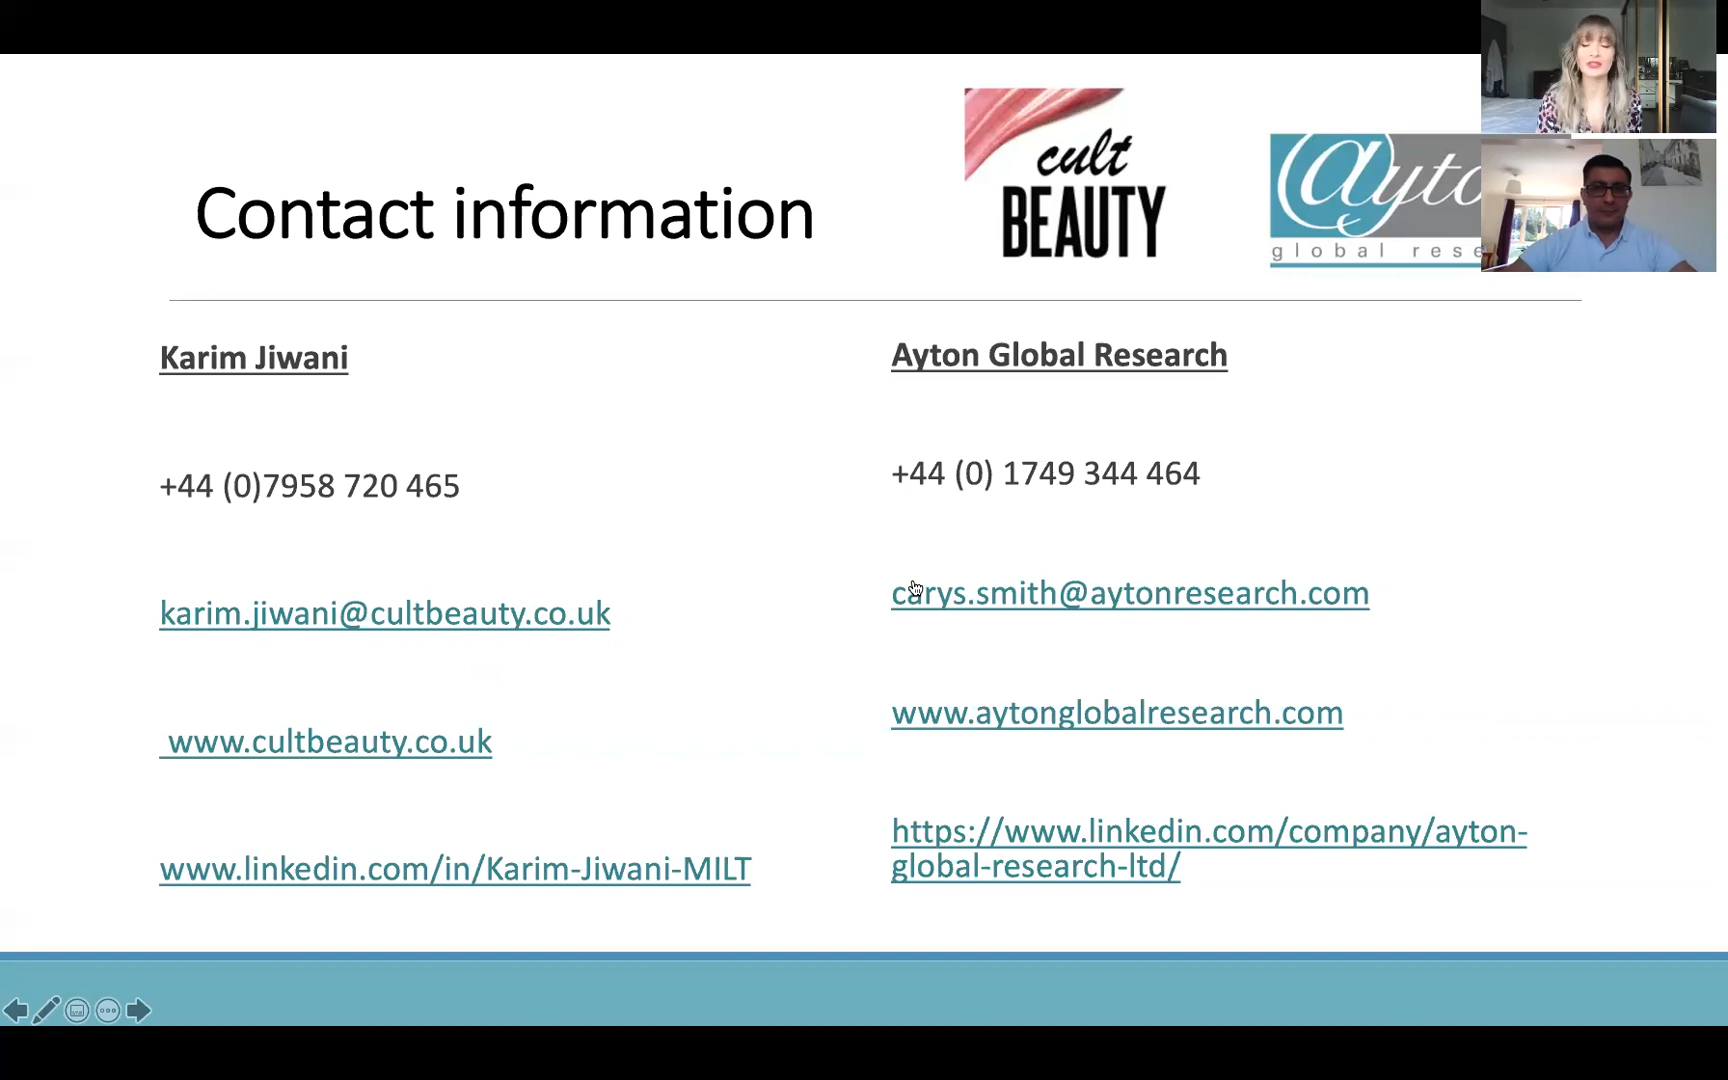 cult
BEAUTY
global
Contact information
Karim Jiwani
+44 (0)7958 720 465
karim.jiwani@cultbeauty.co.uk
www.cultbeauty.co.uk
www.linkedin.com/in/Karim-Jiwani-MILT
Ayton Global Research
+44 (0) 1749 344 464
carys.smith@aytonresearch.com
www.aytonglobalresearch.com
https://www.linkedin.com/company/ayton-
global-research-ltd/